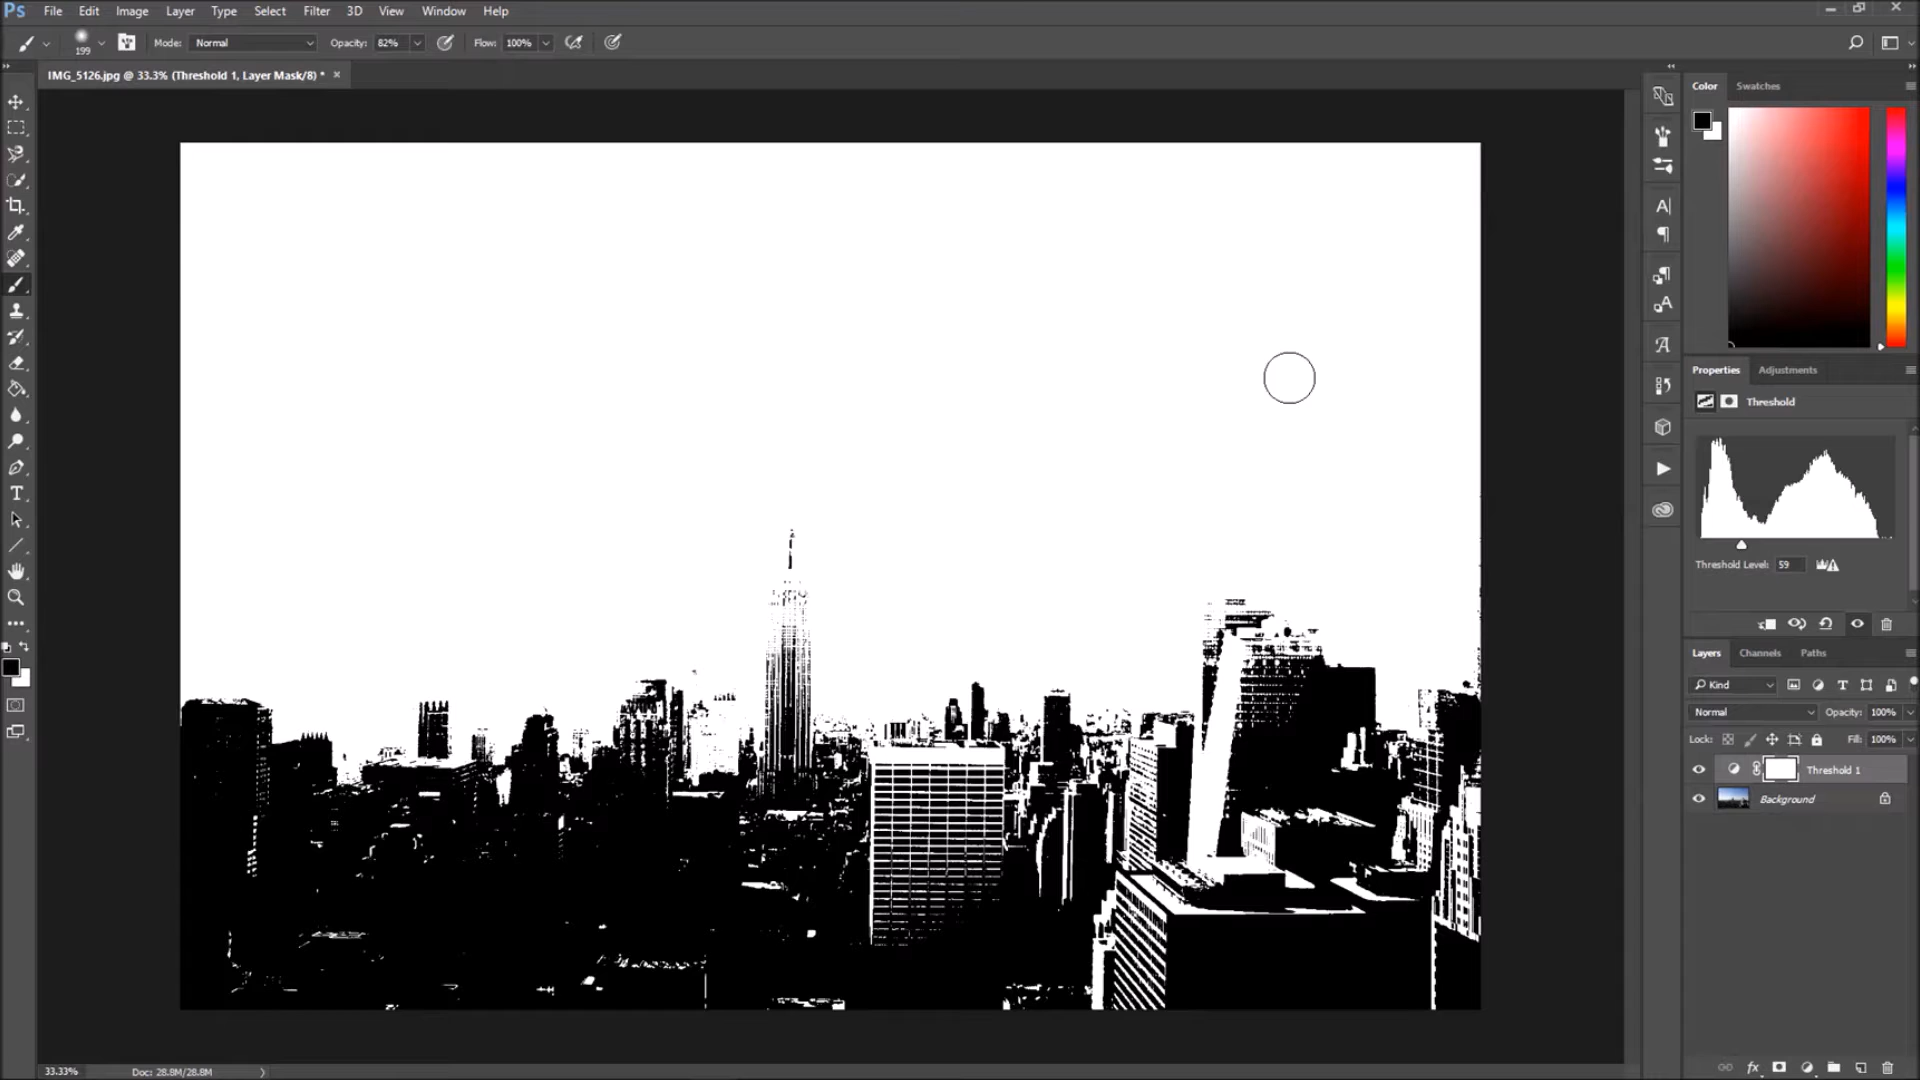 Ps File Edit Image Layer Type Select Filter 3D View Window Help
199 Mode: Normal Opacity: 82% Flow: 100%
IMG_5126.jpg @ 33.3% (Threshold 1, Layer Mask/8) * ×
Color Swatches
Properties Adjustments
Threshold
Threshold Level: 59
Layers Channels Paths
Kind
Normal Opacity: 100%
Lock: Fill: 100%
Threshold 1
Background
fx
33.33% Doc: 28.8M/28.8M